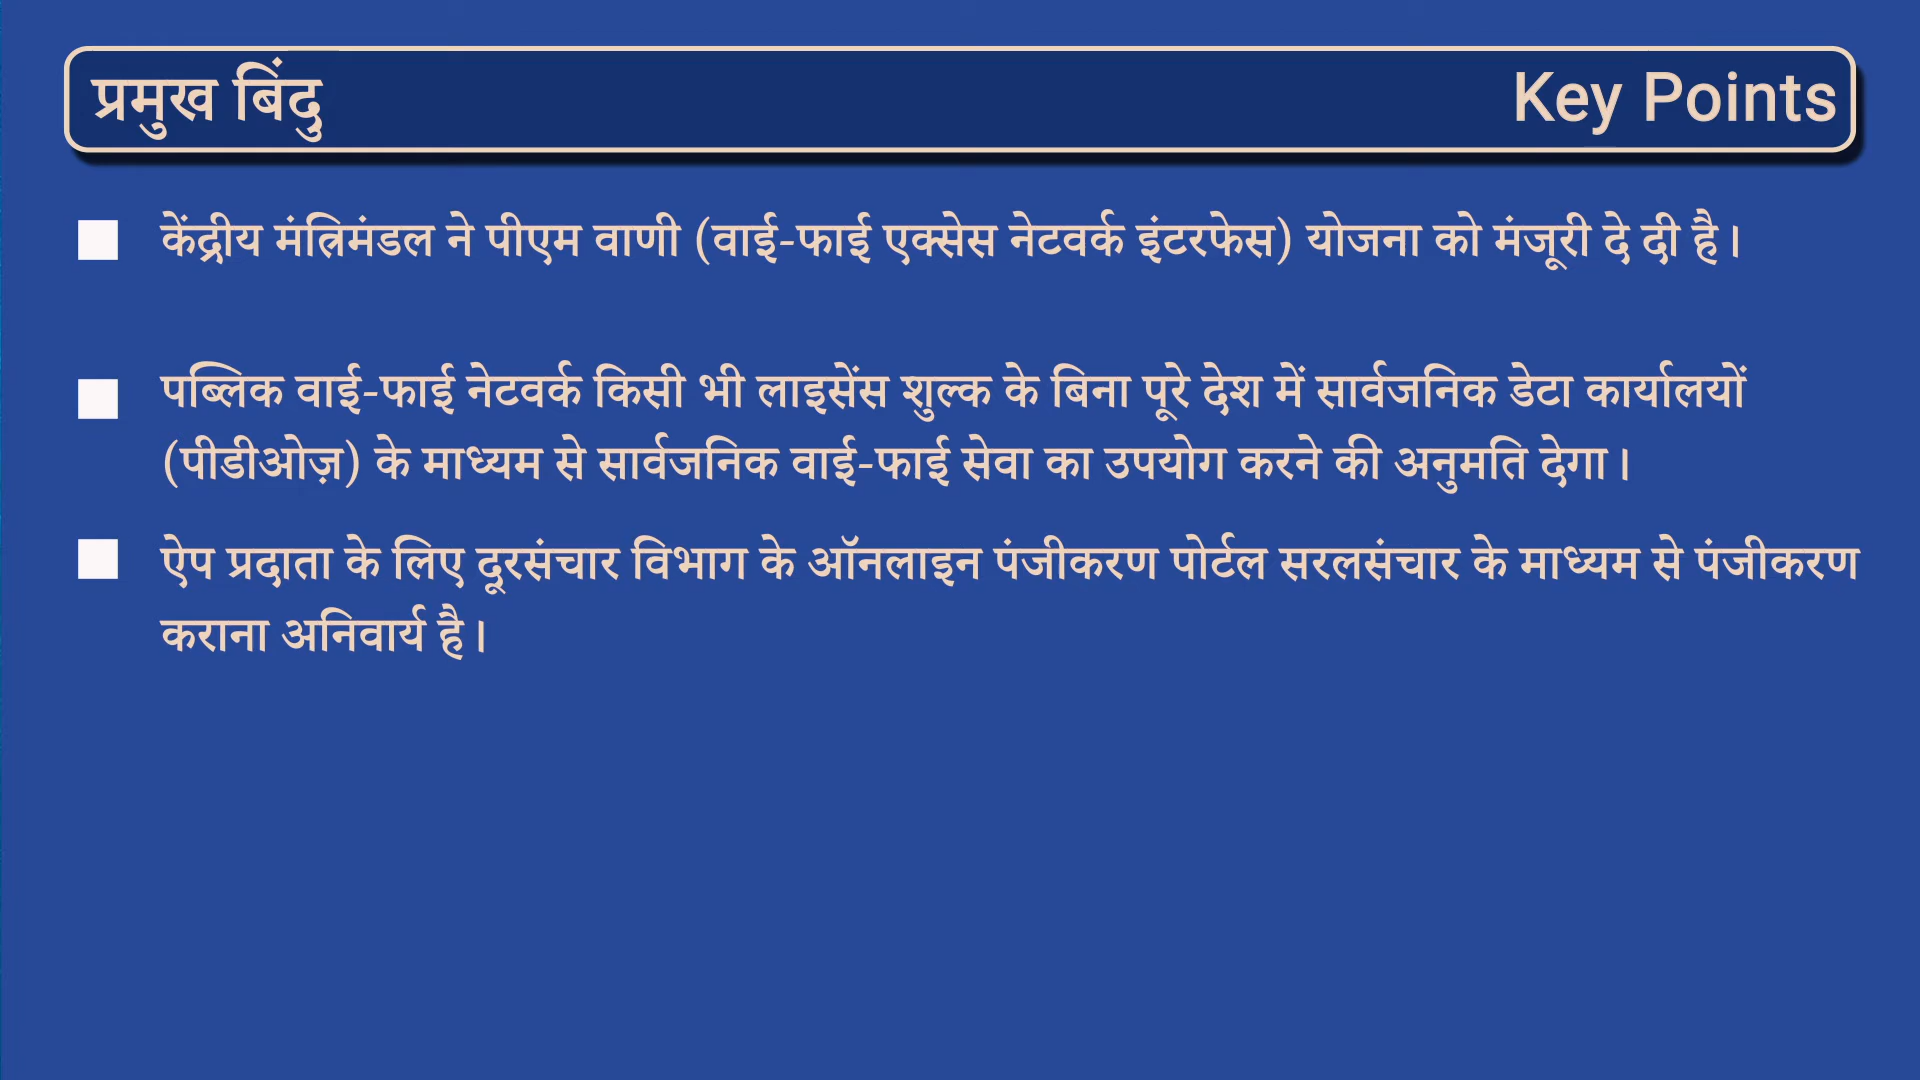 प्रमुख बिंदु Key Points
केंद्रीय मंत्रिमंडल ने पीएम वाणी (वाई-फाई एक्सेस नेटवर्क इंटरफेस) योजना को मंजूरी दे दी है।
पब्लिक वाई-फाई नेटवर्क किसी भी लाइसेंस शुल्क के बिना पूरे देश में सार्वजनिक डेटा कार्यालयों
(पीडीओज़) के माध्यम से सार्वजनिक वाई-फाई सेवा का उपयोग करने की अनुमति देगा।
ऐप प्रदाता के लिए दूरसंचार विभाग के ऑनलाइन पंजीकरण पोर्टल सरलसंचार के माध्यम से पंजीकरण
कराना अनिवार्य है।